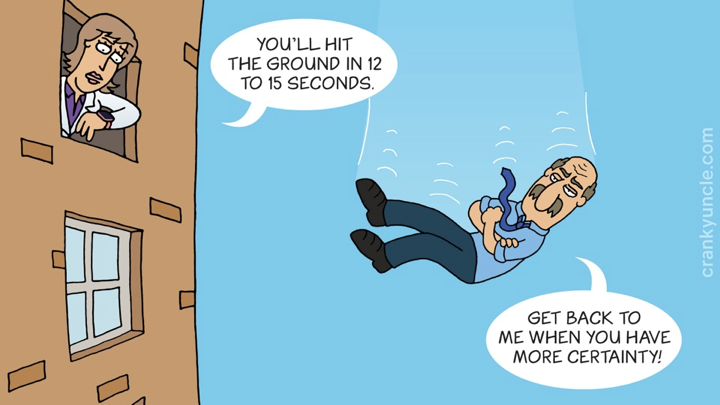 YOU'LL HIT
THE GROUND IN 12
TO 15 SECONDS.
GET BACK TO
ME WHEN YOU HAVE
MORE CERTAINTY!
crankyuncle.com